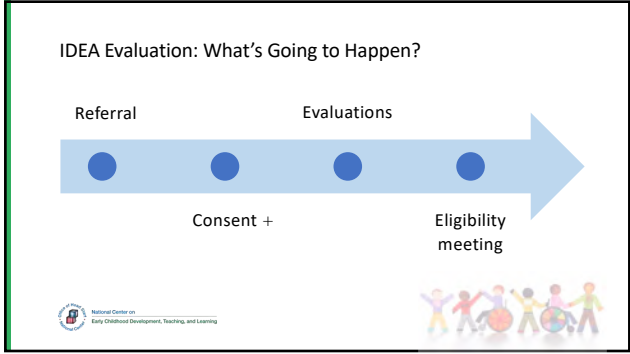 IDEA Evaluation: What's Going to Happen?
Referral
Evaluations
Consent +
Eligibility
meeting
National Center on
Early Childhood Development, Teaching, and Learning